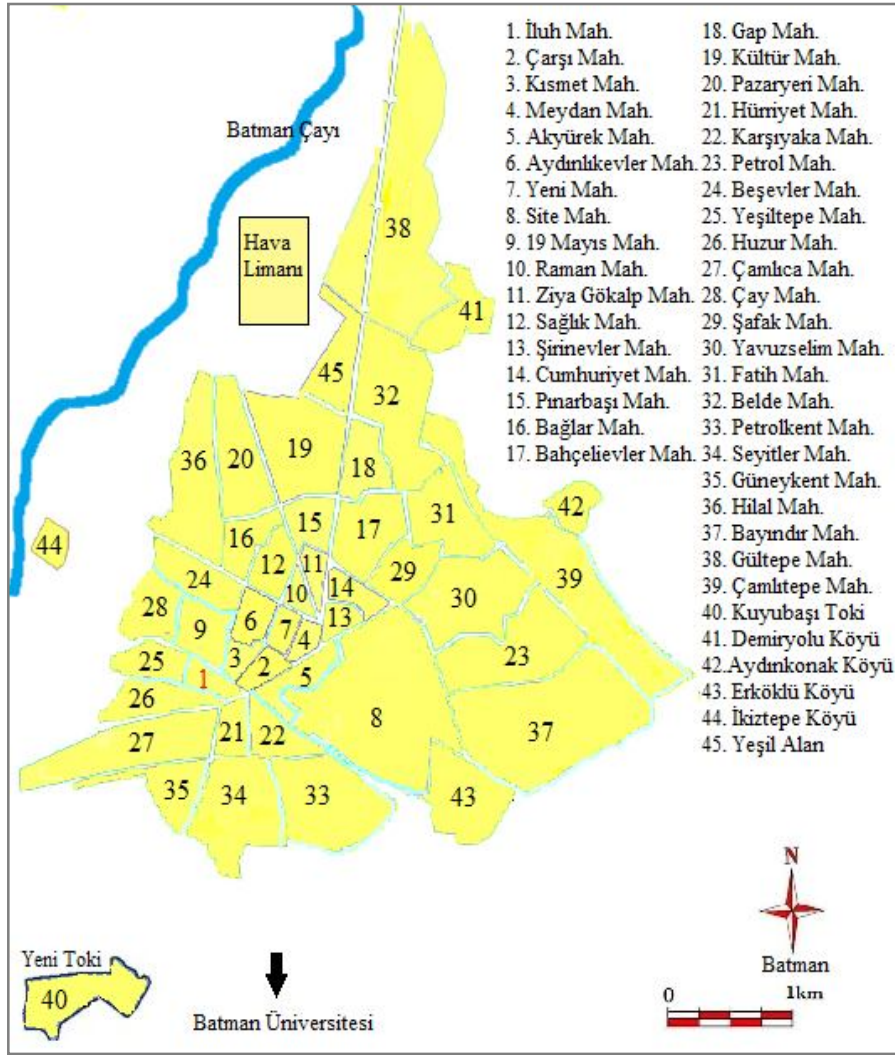 1. İluh Mah.
2. Çarşı Mah.
3. Kısmet Mah.
4. Meydan Mah.
5. Akyürek Mah.
6. Aydınlıkevler Mah.
7. Yeni Mah.
8. Site Mah.
9. 19 Mayıs Mah.
10. Raman Mah.
11. Ziya Gökalp Mah.
12. Sağlık Mah.
13. Şirinevler Mah.
14. Cumhuriyet Mah.
15. Pınarbaşı Mah.
16. Bağlar Mah.
17. Bahçelievler Mah.
18. Gap Mah.
19. Kültür Mah.
20. Pazaryeri Mah.
21. Hürriyet Mah.
22. Karşıyaka Mah.
23. Petrol Mah.
24. Beşevler Mah.
25. Yeşiltepe Mah.
26. Huzur Mah.
27. Çamlıca Mah.
28. Çay Mah.
29. Şafak Mah.
30. Yavuzselim Mah.
31. Fatih Mah.
32. Belde Mah.
33. Petrolkent Mah.
34. Seyitler Mah.
35. Güneykent Mah.
36. Hilal Mah.
37. Bayındır Mah.
38. Gültepe Mah.
39. Çamlıtepe Mah.
40. Kuyubaşı Toki
41. Demiryolu Köyü
42. Aydınkonak Köyü
43. Erköklü Köyü
44. İkiztepe Köyü
45. Yeşil Alan
Batman Çayı
Hava
Limanı
38
41
45
32
19
20
36
18
42
31
15
17
16
44
11
12
39
14
29
24
10
30
28
6
13
9
7
4
23
3
2
25
5
1
26
8
21
22
37
27
35
34
33
43
N
Yeni Toki
40
Batman Üniversitesi
Batman
0 1km